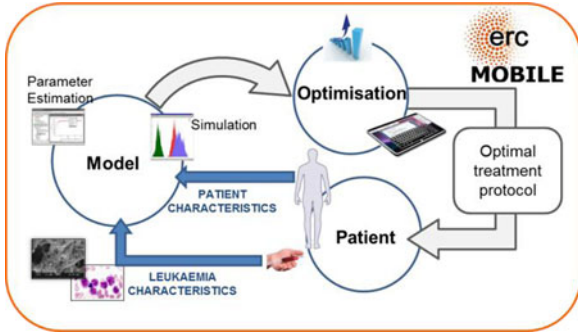 erc
MOBILE
Optimisation
Parameter
Estimation
Simulation
Model
Optimal
treatment
protocol
PATIENT
CHARACTERISTICS
Patient
LEUKAEMIA
CHARACTERISTICS